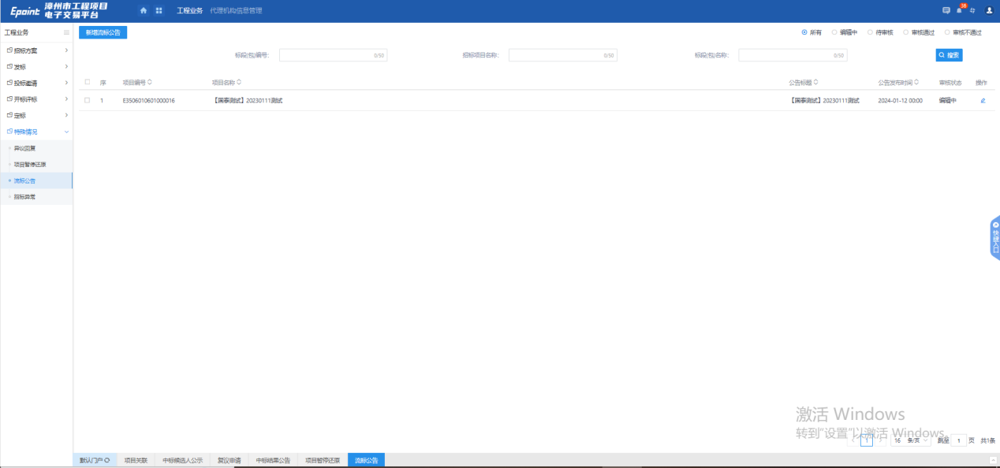 Epoint 漳州市工程项目
电子交易平台
工程业务 代理机构信息管理
36
工程业务
新增流标公告
所有 编辑中 待审核 审核通过 审核不通过
招标方案
标段(包)编号: 0/50 招标项目名称: 0/50 标段(包)名称: 0/50 搜索
发标
投标邀请
序 项目编号 项目名称 公告标题 公告发布时间 审核状态 操作
开标评标
1 E3506010601000016 【国泰测试】20230111测试 【国泰测试】20230111测试 2024-01-12 00:00 编辑中
定标
特殊情况
异议回复
项目暂停还原
流标公告
招标异常
快捷入口
激活 Windows
转到"设置"以激活 Windows。
1 16 条/页 跳至 1 页 共1条
默认门户 项目关联 中标候选人公示 复议申请 中标结果公告 项目暂停还原 流标公告